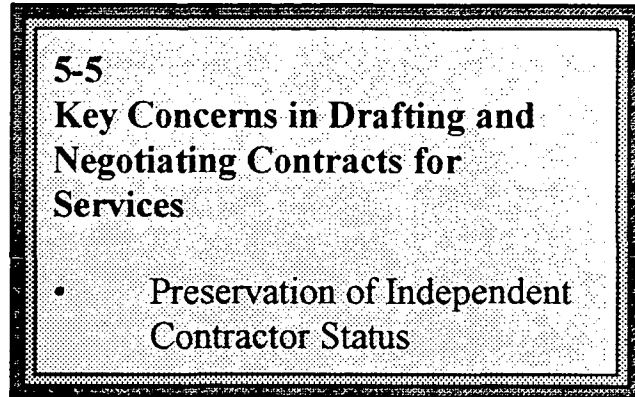 5-5
Key Concerns in Drafting and
Negotiating Contracts for
Services
• Preservation of Independent
Contractor Status